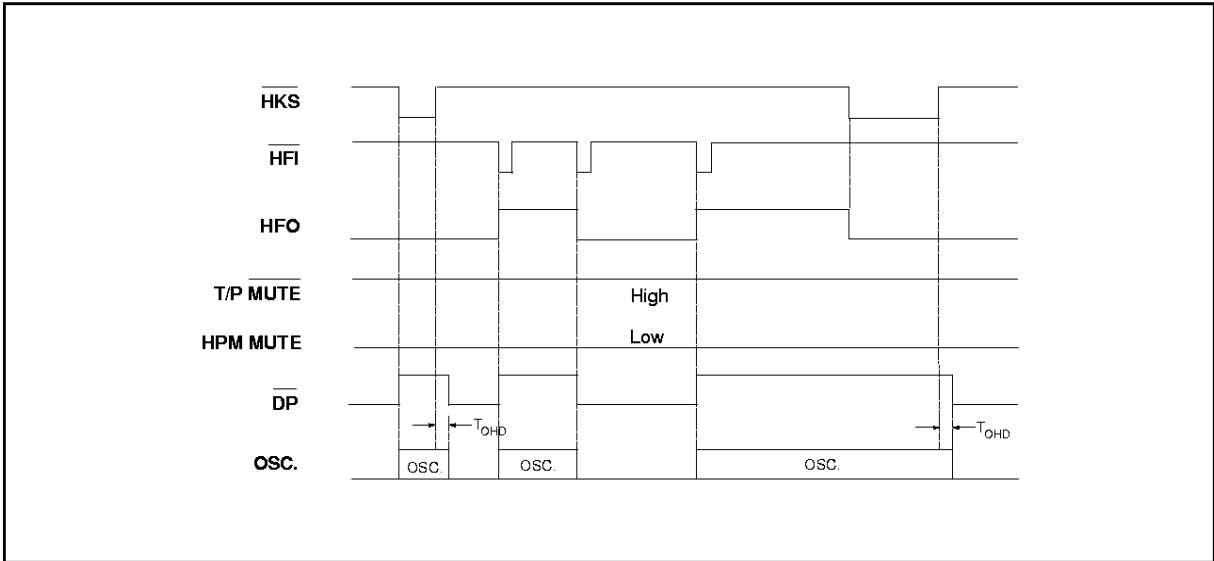 HKS
HFI
HFO
T/P MUTE
High
HPM MUTE
Low
DP
TOHD
TOHD
OSC.
OSC.
OSC.
OSC.